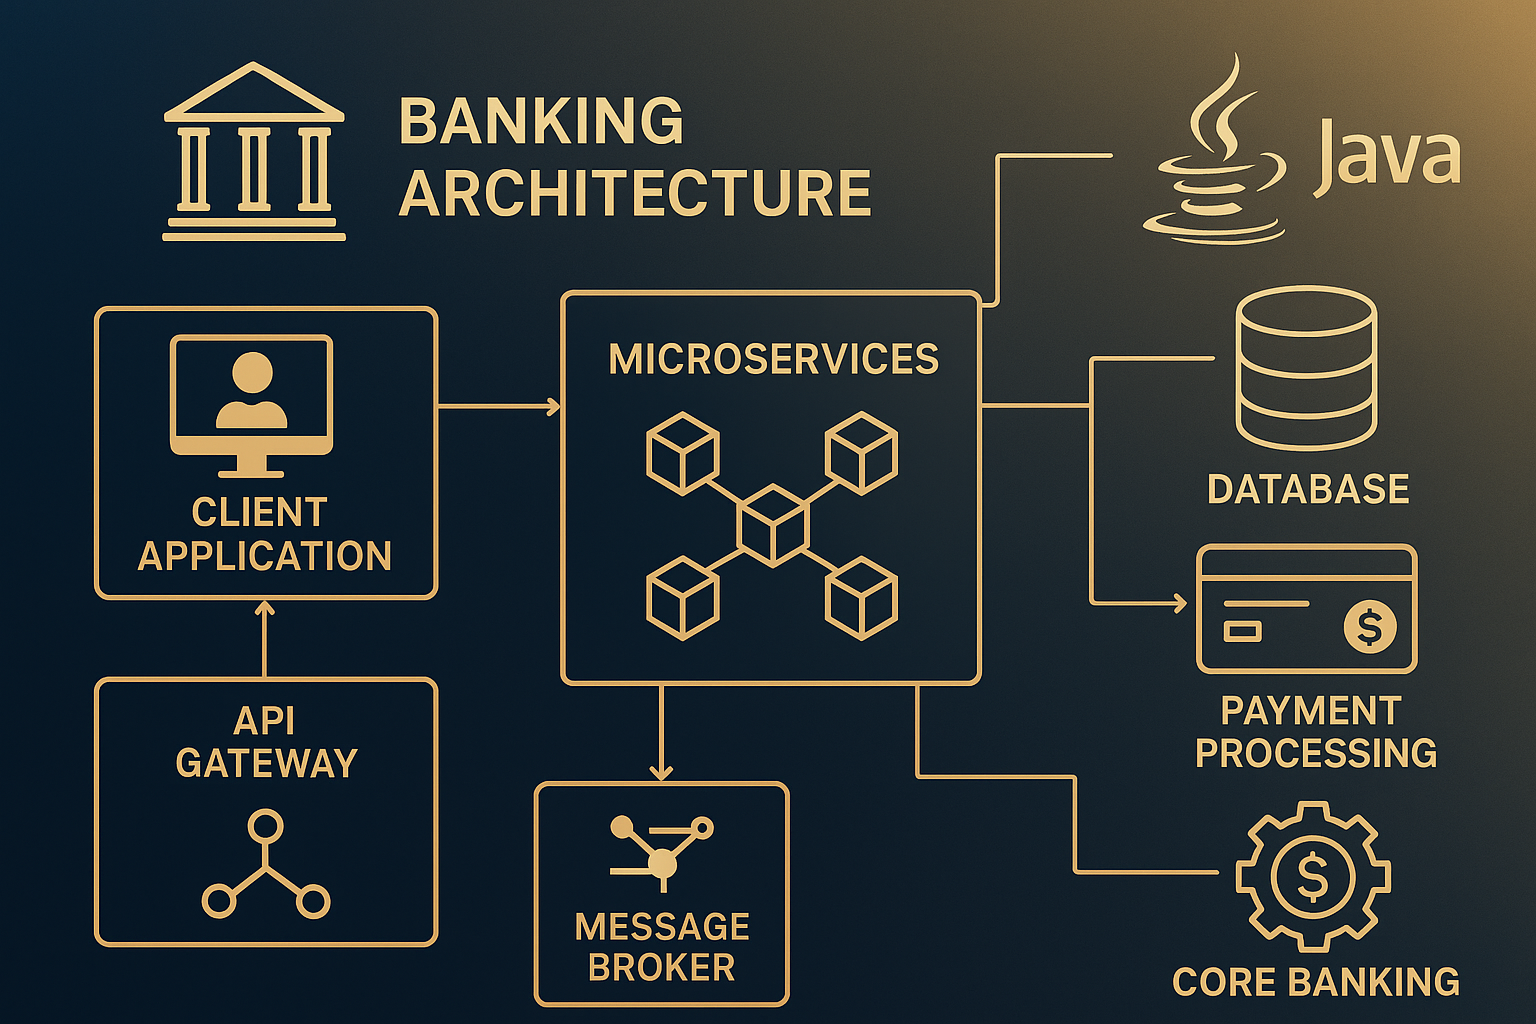 BANKING
ARCHITECTURE
Java
MICROSERVICES
CLIENT
APPLICATION
DATABASE
API
GATEWAY
PAYMENT
PROCESSING
MESSAGE
BROKER
CORE BANKING
$
$